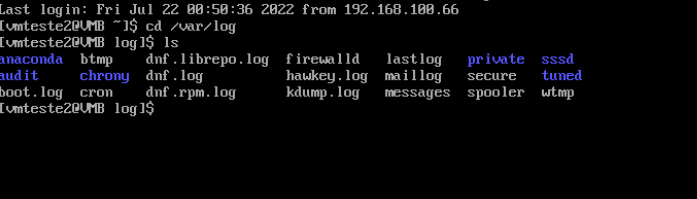 Last login: Fri Jul 22 00:50:36 2022 from 192.168.100.66
[vmteste2@VMB ~]$ cd /var/log
[vmteste2@VMB log]$ ls
anaconda  btmp    dnf.librepo.log  firewalld   lastlog   private  sssd
audit     chrony  dnf.log          hawkey.log  maillog   secure   tuned
boot.log  cron    dnf.rpm.log      kdump.log   messages  spooler  wtmp
[vmteste2@VMB log]$